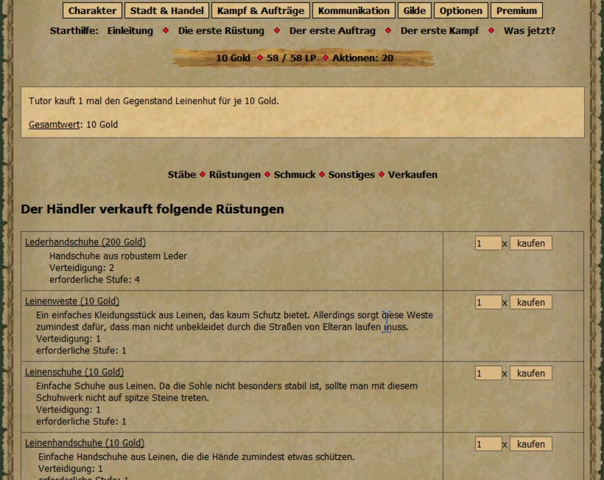 Charakter Stadt & Handel Kampf & Aufträge Kommunikation Gilde Optionen Premium
Starthilfe: Einleitung Die erste Rüstung Der erste Auftrag Der erste Kampf Was jetzt?
10 Gold 58 / 58 LP Aktionen: 20
Tutor kauft 1 mal den Gegenstand Leinenhut für je 10 Gold.
Gesamtwert: 10 Gold
Stäbe Rüstungen Schmuck Sonstiges Verkaufen
Der Händler verkauft folgende Rüstungen
Lederhandschuhe (200 Gold) 1 x kaufen
Handschuhe aus robustem Leder
Verteidigung: 2
erforderliche Stufe: 4
Leinenweste (10 Gold) 1 x kaufen
Ein einfaches Kleidungsstück aus Leinen, das kaum Schutz bietet. Allerdings sorgt diese Weste
zumindest dafür, dass man nicht unbekleidet durch die Straßen von Elteran laufen muss.
Verteidigung: 1
erforderliche Stufe: 1
Leinenschuhe (10 Gold) 1 x kaufen
Einfache Schuhe aus Leinen. Da die Sohle nicht besonders stabil ist, sollte man mit diesem
Schuhwerk nicht auf spitze Steine treten.
Verteidigung: 1
erforderliche Stufe: 1
Leinenhandschuhe (10 Gold) 1 x kaufen
Einfache Handschuhe aus Leinen, die die Hände zumindest etwas schützen.
Verteidigung: 1
erforderliche Stufe: 1